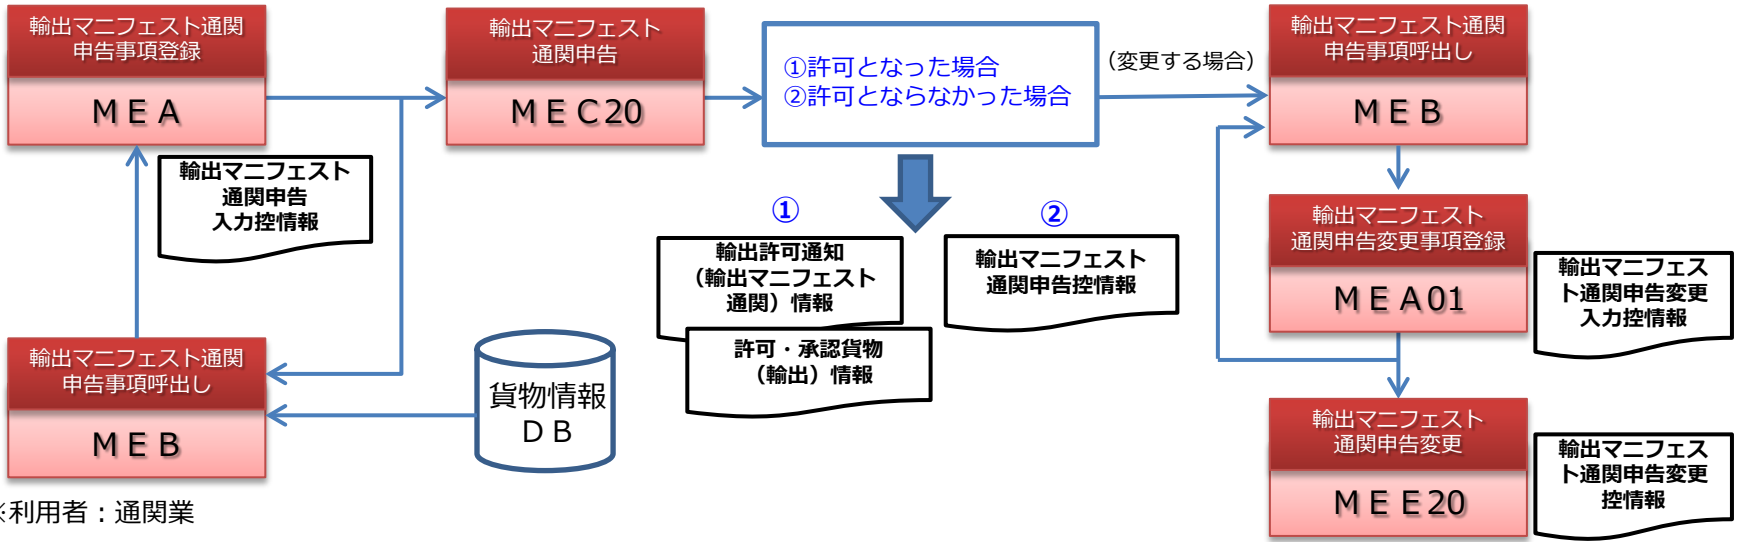 輸出マニフェスト通関
申告事項登録
ＭＥＡ
輸出マニフェスト
通関申告
入力控情報
輸出マニフェスト通関
申告事項呼出し
ＭＥＢ
※利用者：通関業
輸出マニフェスト
通関申告
ＭＥＣ20
貨物情報
ＤＢ
①許可となった場合
②許可とならなかった場合
①
輸出許可通知
（輸出マニフェスト
通関）情報
許可・承認貨物
（輸出）情報
②
輸出マニフェスト
通関申告控情報
（変更する場合）
輸出マニフェスト通関
申告事項呼出し
ＭＥＢ
輸出マニフェスト
通関申告変更事項登録
ＭＥＡ01
輸出マニフェス
ト通関申告変更
入力控情報
輸出マニフェスト
通関申告変更
ＭＥＥ20
輸出マニフェス
ト通関申告変更
控情報